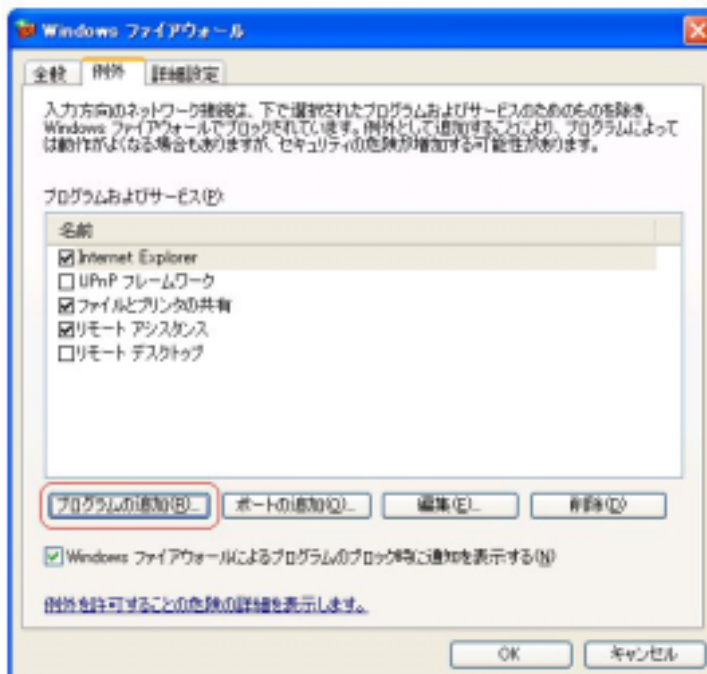 Windows ファイアウォール
全般 例外 詳細設定
入力方向のネットワーク接続は、下で選択されたプログラムおよびサービスのためのものを除き、
Windows ファイアウォールでブロックされています。例外として追加することにより、プログラムによって
は動作がよくなる場合もありますが、セキュリティの危険が増加する可能性があります。
プログラムおよびサービス(P):
名前
Internet Explorer
UPnP フレームワーク
ファイルとプリンタの共有
リモート アシスタンス
リモート デスクトップ
プログラムの追加(R)... ポートの追加(O)... 編集(E)... 削除(D)
Windows ファイアウォールによるプログラムのブロック時に通知を表示する(N)
例外を許可することの危険の詳細を表示します。
OK キャンセル